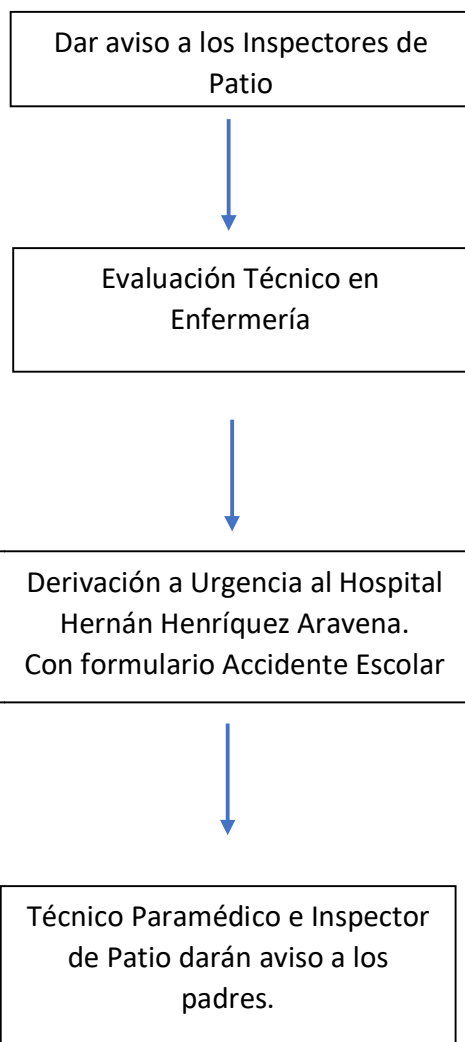 Dar aviso a los Inspectores de
Patio
Evaluación Técnico en
Enfermería
Derivación a Urgencia al Hospital
Hernán Henríquez Aravena.
Con formulario Accidente Escolar
Técnico Paramédico e Inspector
de Patio darán aviso a los
padres.